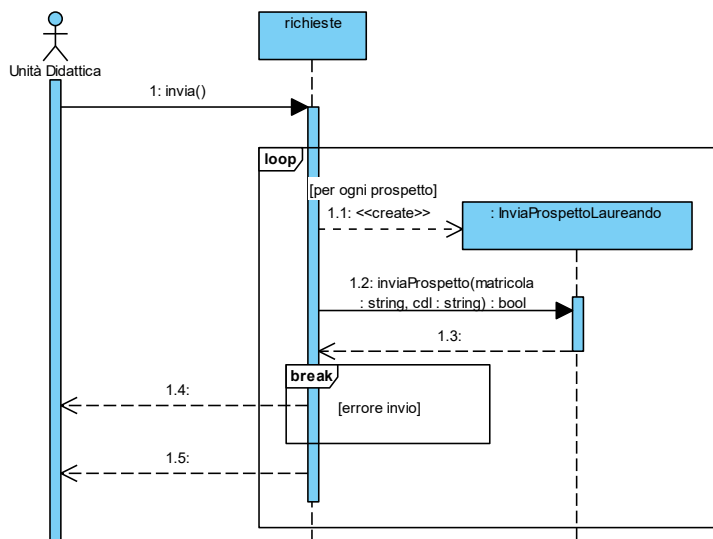 richieste
Unità Didattica
1: invia()
loop
[per ogni prospetto]
1.1: <<create>>
: InviaProspettoLaureando
1.2: inviaProspetto(matricola
: string, cdl : string) : bool
1.3:
break
1.4:
[errore invio]
1.5: